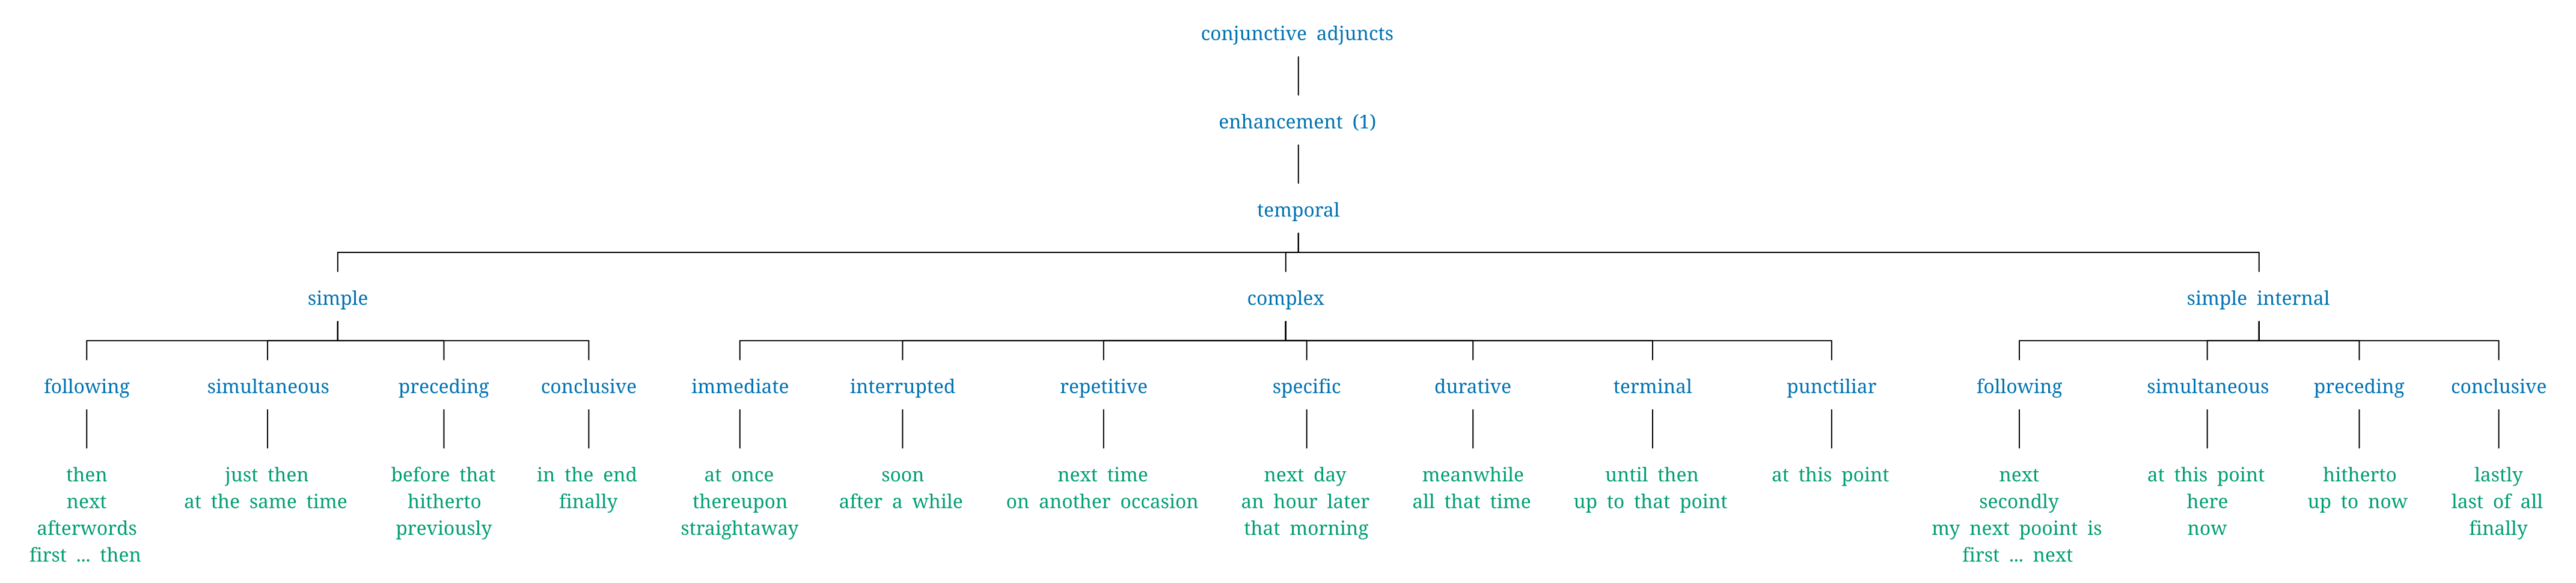 conjunctive adjuncts
enhancement (1)
temporal
simple complex simple internal
following simultaneous preceding conclusive immediate interrupted repetitive specific durative terminal punctiliar following simultaneous preceding conclusive
then just then before that in the end at once soon next time next day meanwhile until then at this point next at this point hitherto lastly
next at the same time hitherto finally thereupon after a while on another occasion an hour later all that time up to that point secondly here up to now last of all
afterwords previously straightaway that morning my next pooint is now finally
first ... then first ... next